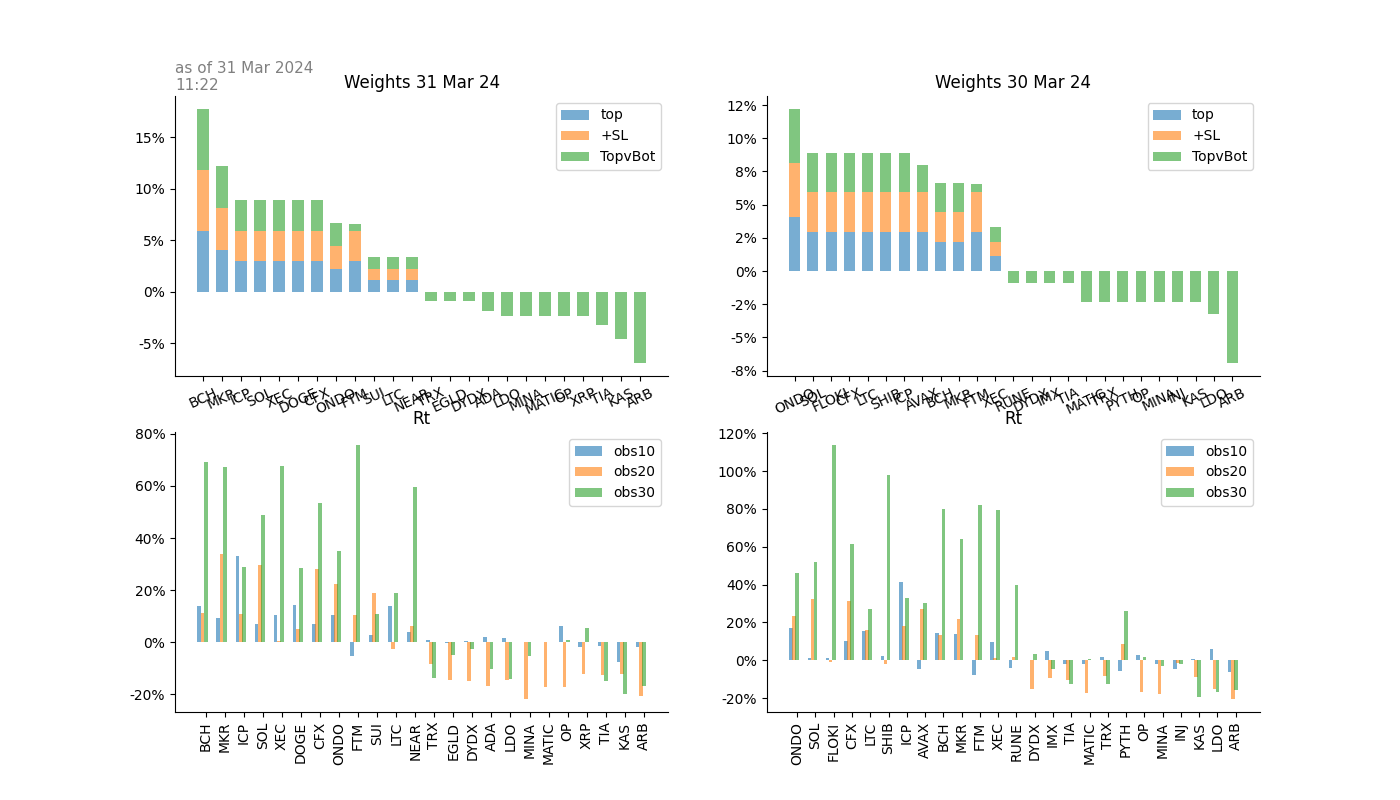 as of 31 Mar 2024
11:22
Weights 31 Mar 24
top
+SL
TopvBot
15%
10%
5%
0%
-5%
BCH MKR ICP SOL XEC DOGE CFX ONDO FTM SUI LTC NEAR TRX EGLD DYDX ADA LDO MINA MATIC OP XRP TIA KAS ARB
Weights 30 Mar 24
top
+SL
TopvBot
12%
10%
8%
5%
2%
0%
-2%
-5%
-8%
ONDO SOL FLOKI CFX LTC SHIB ICP AVAX BCH MKR FTM XEC RUNE DYDX IMX TIA MATIC TRX PYTH OP MINA INJ KAS LDO ARB
Rt
obs10
obs20
obs30
80%
60%
40%
20%
0%
-20%
BCH MKR ICP SOL XEC DOGE CFX ONDO FTM SUI LTC NEAR TRX EGLD DYDX ADA LDO MINA MATIC OP XRP TIA KAS ARB
Rt
obs10
obs20
obs30
120%
100%
80%
60%
40%
20%
0%
-20%
ONDO SOL FLOKI CFX LTC SHIB ICP AVAX BCH MKR FTM XEC RUNE DYDX IMX TIA MATIC TRX PYTH OP MINA INJ KAS LDO ARB